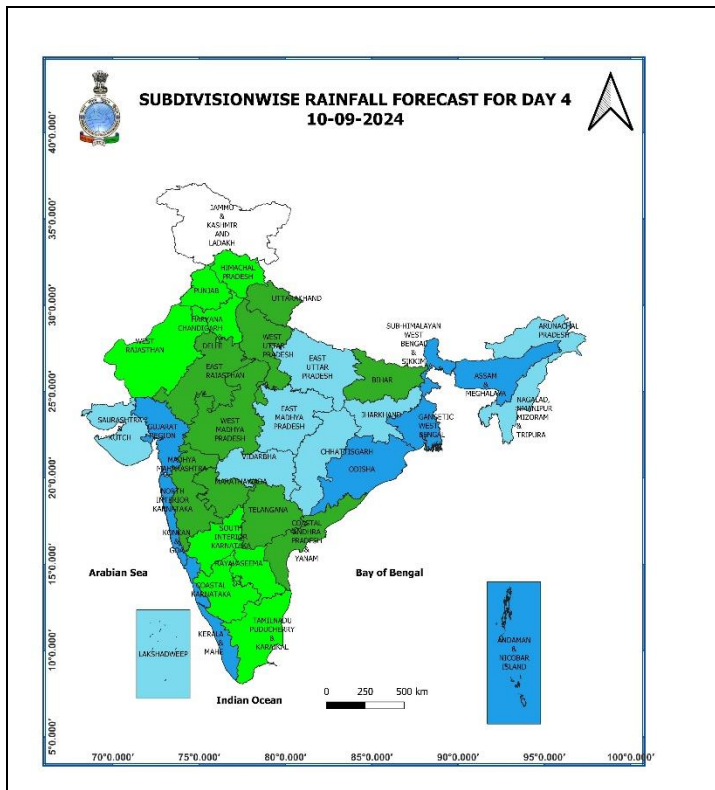 SUBDIVISIONWISE RAINFALL FORECAST FOR DAY 4
10-09-2024
JAMMO
&
KASHMIR
AND
LADAKH
HIMACHAL
PRADESH
PUNJAB
UTTARAKHAND
HARYANA
CHANDIGARH
DELHI
WEST
RAJASTHAN
WEST
UTTAR
PRADESH
EAST
RAJASTHAN
EAST
UTTAR
PRADESH
SUB-HIMALAYAN
WEST
BENGAL
&
SIKKIM
ARUNACHAL
PRADESH
ASSAM
&
MEGHALAYA
NAGALAD,
MANIPUR
MIZORAM
&
TRIPURA
BIHAR
JHARKHAND
GANGETIC
WEST
BENGAL
SAURASHTRA
&
KUTCH
GUJARAT
REGION
WEST
MADHYA
PRADESH
EAST
MADHYA
PRADESH
VIDARBHA
CHHATTISGARH
ODISHA
MADHYA
MAHARASHTRA
MARATHAWADA
NORTH
INTERIOR
KARNATAKA
TELANGANA
KONKAN
&
GOA
SOUTH
INTERIOR
KARNATAKA
COASTAL
ANDHRA
PRADESH
&
YANAM
RAYALASEEMA
COASTAL
KARNATAKA
TAMILNADU
PUDUCHERRY
&
KARAIKAL
KERALA
&
MAHE
LAKSHADWEEP
ANDAMAN
&
NICOBAR
ISLAND
Arabian Sea
Bay of Bengal
Indian Ocean
0 250 500 km
40°0.000'
35°0.000'
30°0.000'
25°0.000'
20°0.000'
15°0.000'
10°0.000'
5°0.000'
70°0.000' 75°0.000' 80°0.000' 85°0.000' 90°0.000' 95°0.000' 100°0.000'